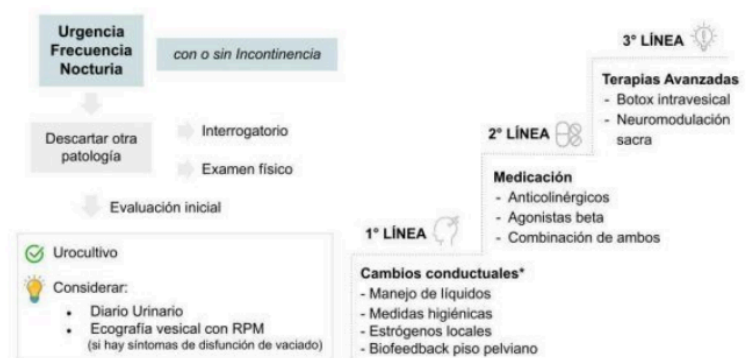 Urgencia
Frecuencia
Nocturia
con o sin Incontinencia
Descartar otra
patología
Interrogatorio
Examen físico
Evaluación inicial
Urocultivo
Considerar:
• Diario Urinario
• Ecografía vesical con RPM
(si hay síntomas de disfunción de vaciado)
1° LÍNEA
Cambios conductuales*
- Manejo de líquidos
- Medidas higiénicas
- Estrógenos locales
- Biofeedback piso pelviano
2° LÍNEA
Medicación
- Anticolinérgicos
- Agonistas beta
- Combinación de ambos
3° LÍNEA
Terapias Avanzadas
- Botox intravesical
- Neuromodulación
sacra